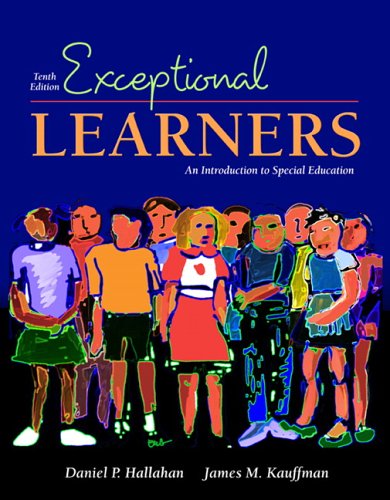 Tenth
Edition
Exceptional
LEARNERS
An Introduction to Special Education
Daniel P. Hallahan James M. Kauffman